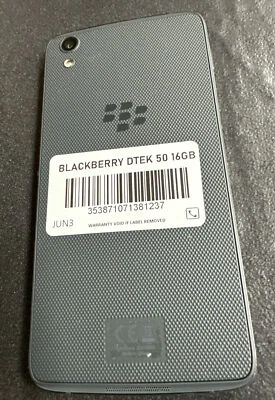 BLACKBERRY DTEK 50 16GB
353871071381237
JUN3
WARRANTY VOID IF LABEL REMOVED